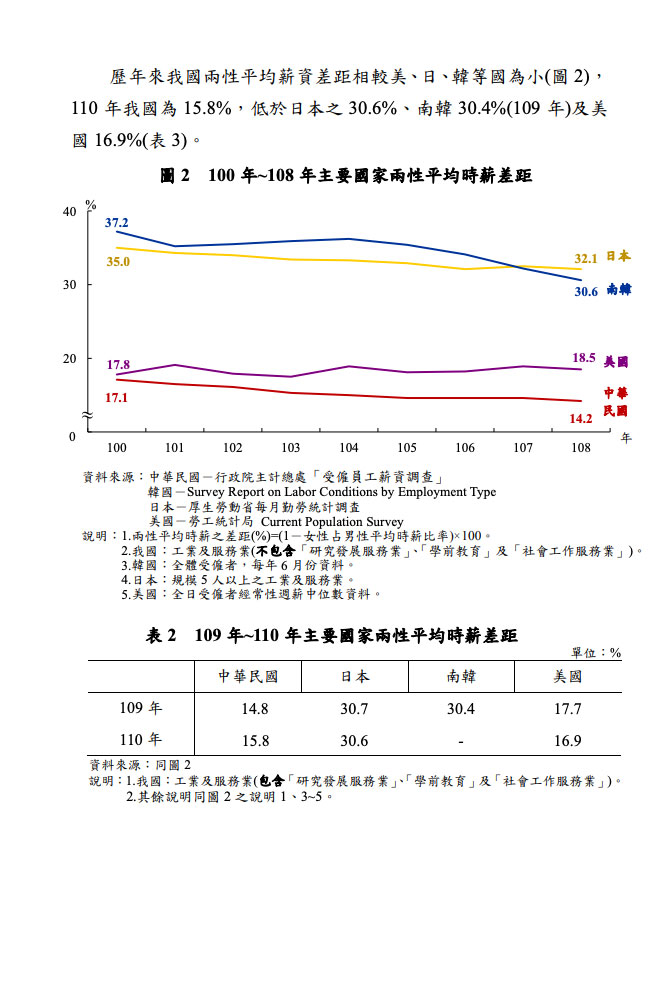 歷年來我國兩性平均薪資差距相較美、日、韓等國為小(圖 2)，
110 年我國為 15.8%，低於日本之 30.6%、南韓 30.4%(109 年)及美
國 16.9%(表 3)。
圖 2　100 年~108 年主要國家兩性平均時薪差距
%
40
37.2
35.0
32.1 日本
30
30.6 南韓
20
17.8
18.5 美國
17.1
中華
民國
14.2
0
100 101 102 103 104 105 106 107 108 年
資料來源：中華民國－行政院主計總處「受僱員工薪資調查」
韓國－Survey Report on Labor Conditions by Employment Type
日本－厚生勞動省每月勤勞統計調查
美國－勞工統計局 Current Population Survey
說明：1.兩性平均時薪之差距(%)=(1－女性占男性平均時薪比率)×100。
2.我國：工業及服務業(不包含「研究發展服務業」、「學前教育」及「社會工作服務業」)。
3.韓國：全體受僱者，每年 6 月份資料。
4.日本：規模 5 人以上之工業及服務業。
5.美國：全日受僱者經常性週薪中位數資料。
表 2　109 年~110 年主要國家兩性平均時薪差距
單位：%
中華民國 日本 南韓 美國
109 年 14.8 30.7 30.4 17.7
110 年 15.8 30.6 - 16.9
資料來源：同圖 2
說明：1.我國：工業及服務業(包含「研究發展服務業」、「學前教育」及「社會工作服務業」)。
2.其餘說明同圖 2 之說明 1、3~5。